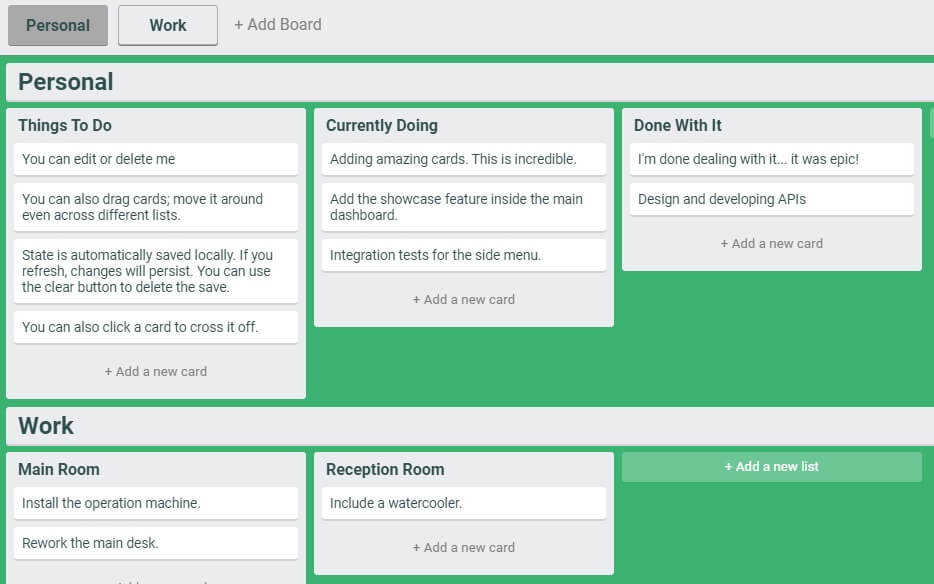 Personal
Work
+ Add Board
Personal
Things To Do
You can edit or delete me
You can also drag cards; move it around
even across different lists.
State is automatically saved locally. If you
refresh, changes will persist. You can use
the clear button to delete the save.
You can also click a card to cross it off.
+ Add a new card
Currently Doing
Adding amazing cards. This is incredible.
Add the showcase feature inside the main
dashboard.
Integration tests for the side menu.
+ Add a new card
Done With It
I'm done dealing with it... it was epic!
Design and developing APIs
+ Add a new card
Work
Main Room
Install the operation machine.
Rework the main desk.
Reception Room
Include a watercooler.
+ Add a new card
+ Add a new list